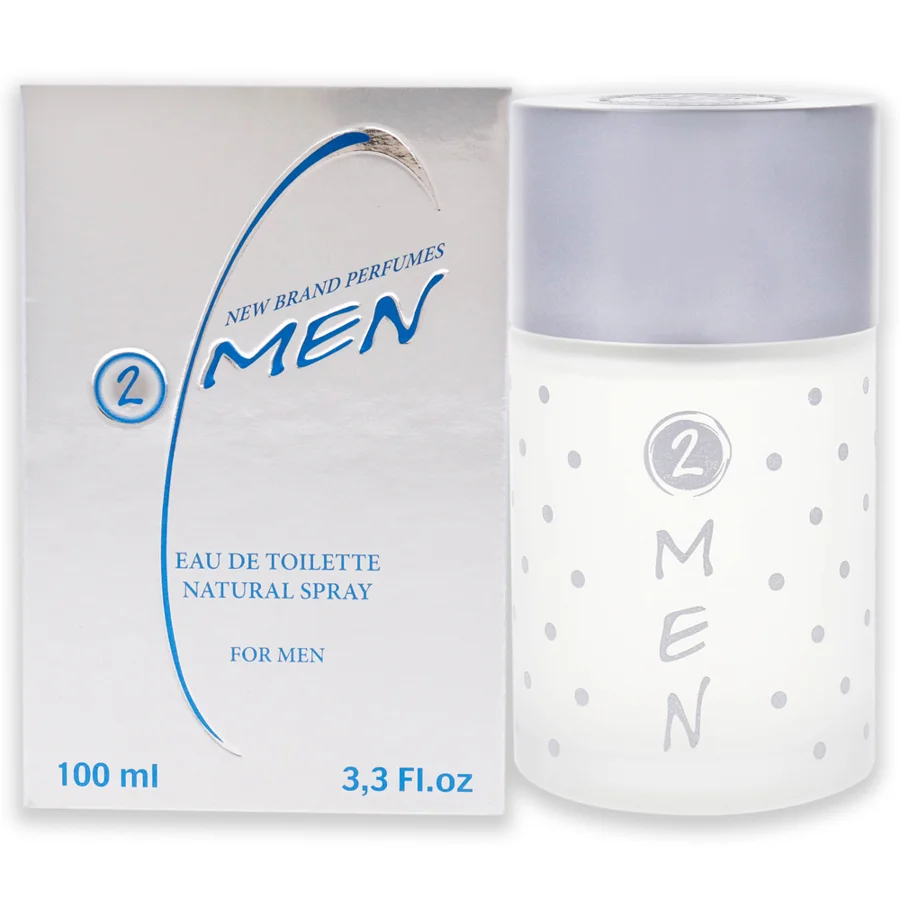 NEW BRAND PERFUMES
2 MEN
EAU DE TOILETTE
NATURAL SPRAY
FOR MEN
100 ml
3,3 Fl.oz
2
M
E
N